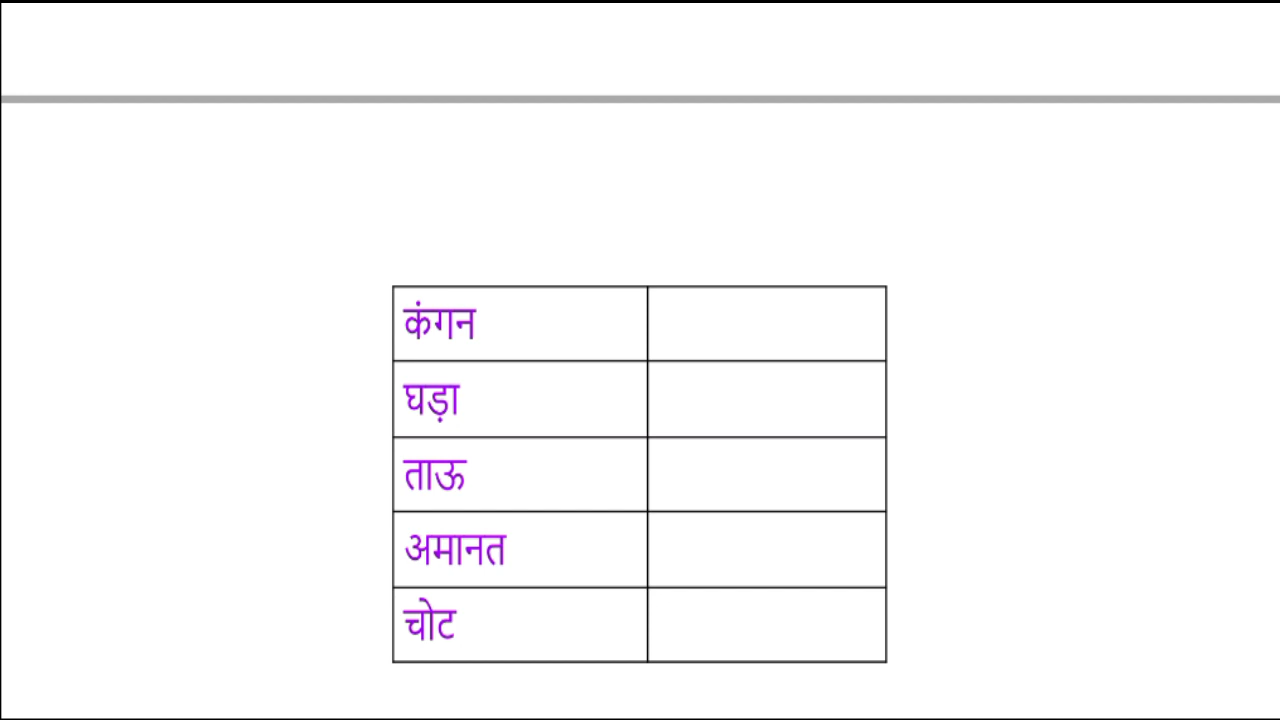 कंगन
घड़ा
ताऊ
अमानत
चोट